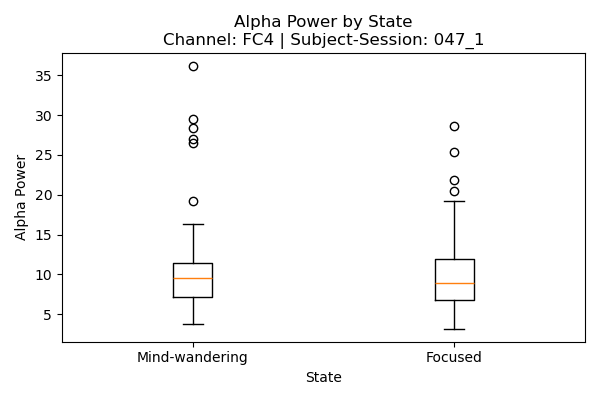 Alpha Power by State
Channel: FC4 | Subject-Session: 047_1
Alpha Power
35
30
25
20
15
10
5
Mind-wandering
Focused
State